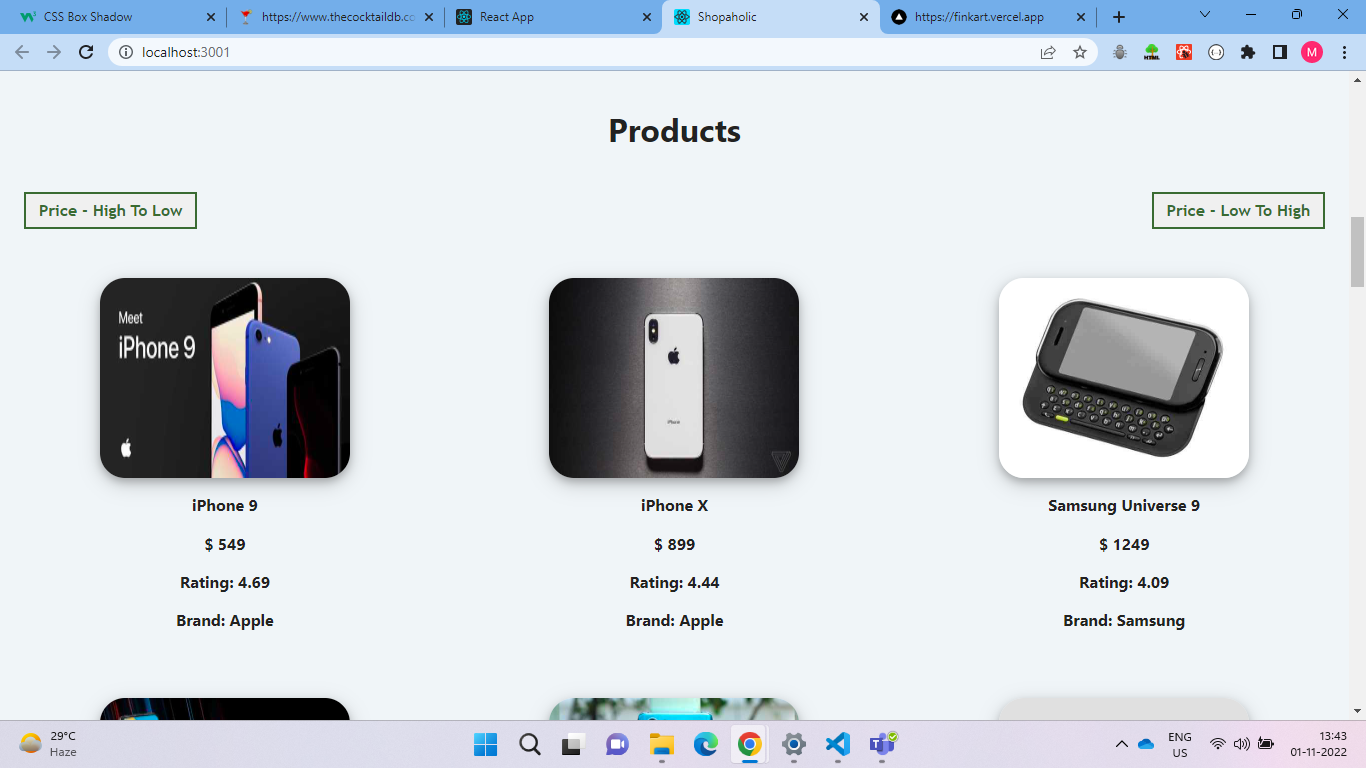 CSS Box Shadow
https://www.thecocktaildb.co
React App
Shopaholic
https://finkart.vercel.app
localhost:3001
HTML
M
Products
Price - High To Low
Price - Low To High
Meet
iPhone 9
iPhone
iPhone 9
iPhone X
Samsung Universe 9
$ 549
$ 899
$ 1249
Rating: 4.69
Rating: 4.44
Rating: 4.09
Brand: Apple
Brand: Apple
Brand: Samsung
29°C
Haze
ENG
US
13:43
01-11-2022